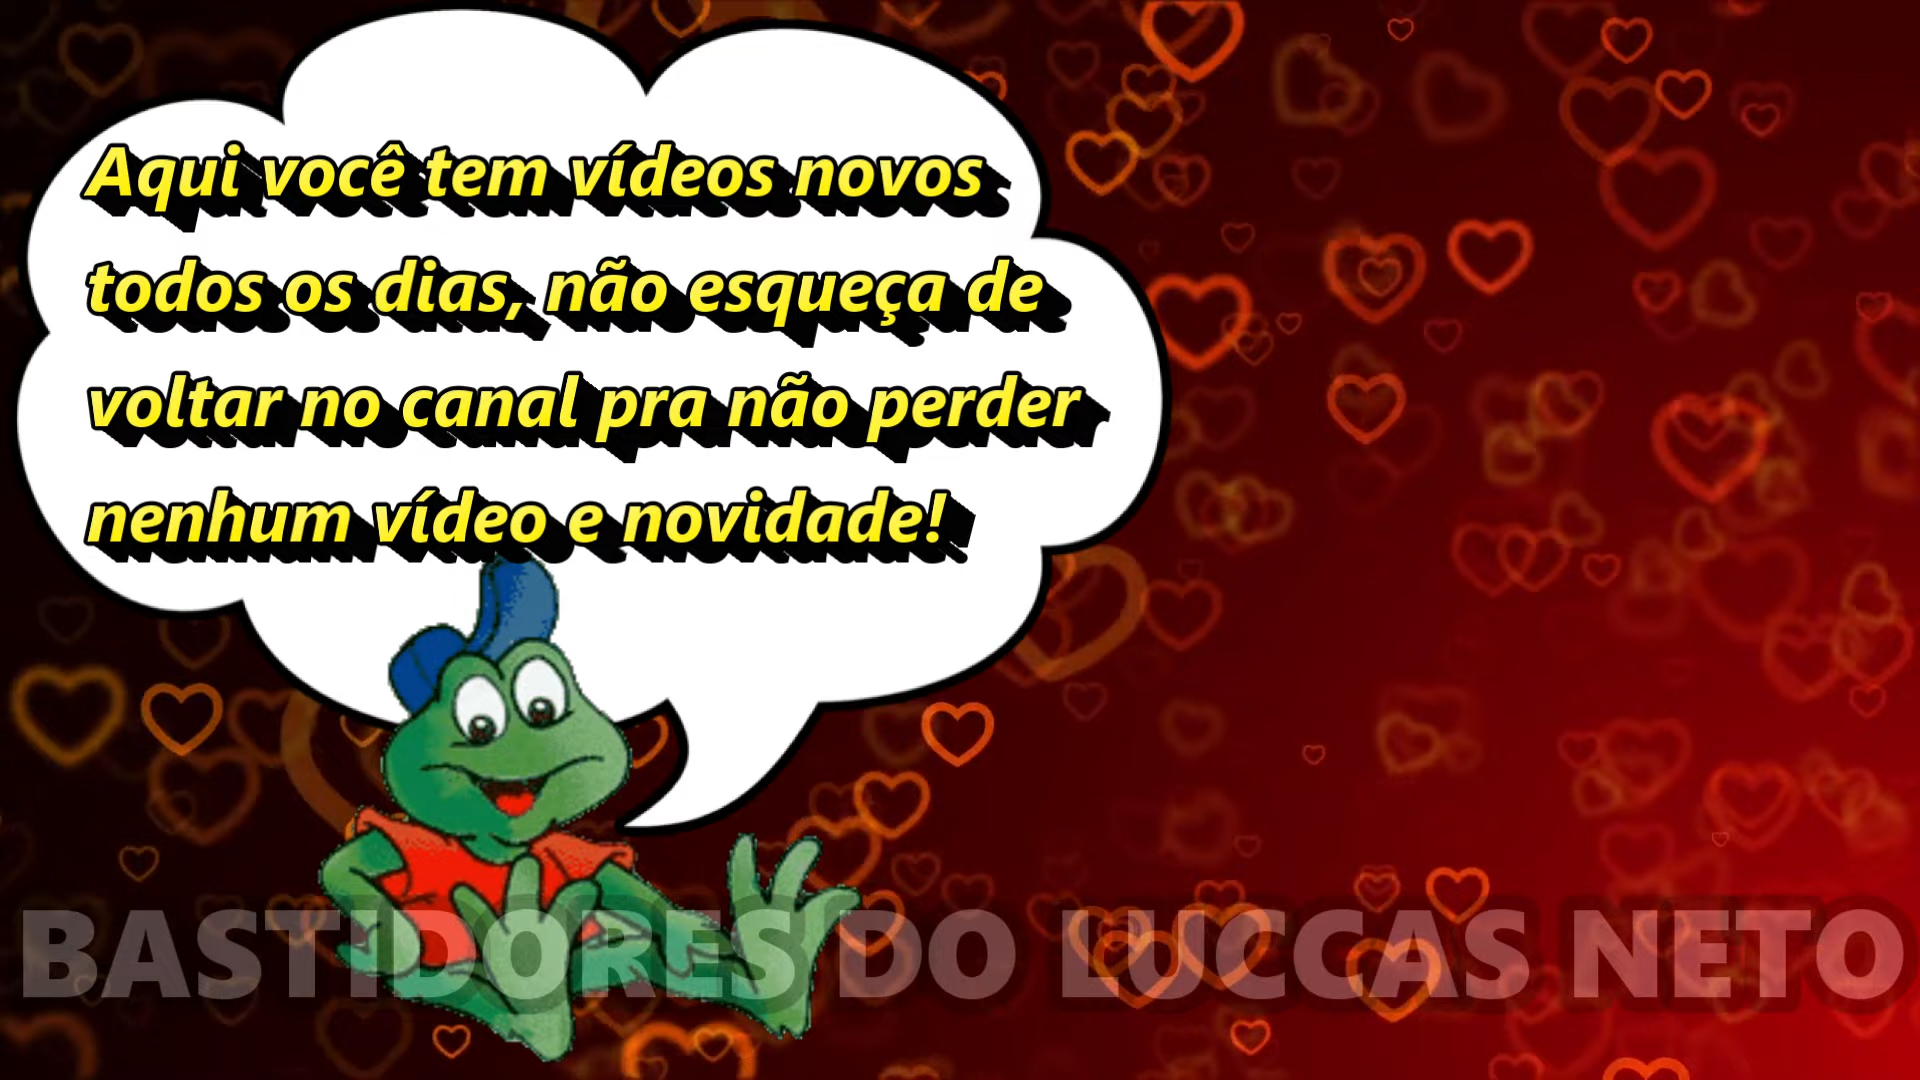 Aqui você tem vídeos novos
todos os dias, não esqueça de
voltar no canal pra não perder
nenhum vídeo e novidade!
BASTIDORES DO LUCCAS NETO